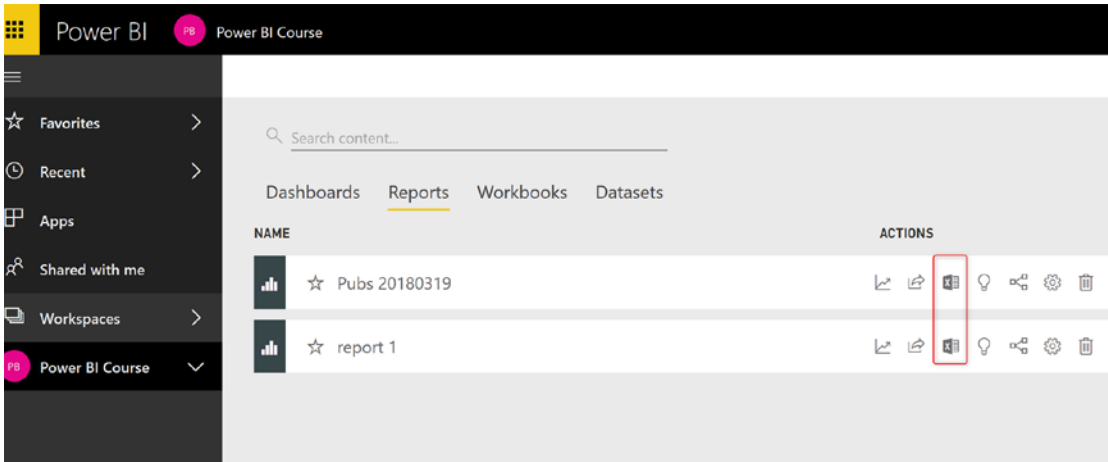 Power BI PB Power BI Course
Favorites
Recent
Apps
Shared with me
Workspaces
PB Power BI Course
Search content...
Dashboards Reports Workbooks Datasets
NAME ACTIONS
Pubs 20180319
report 1